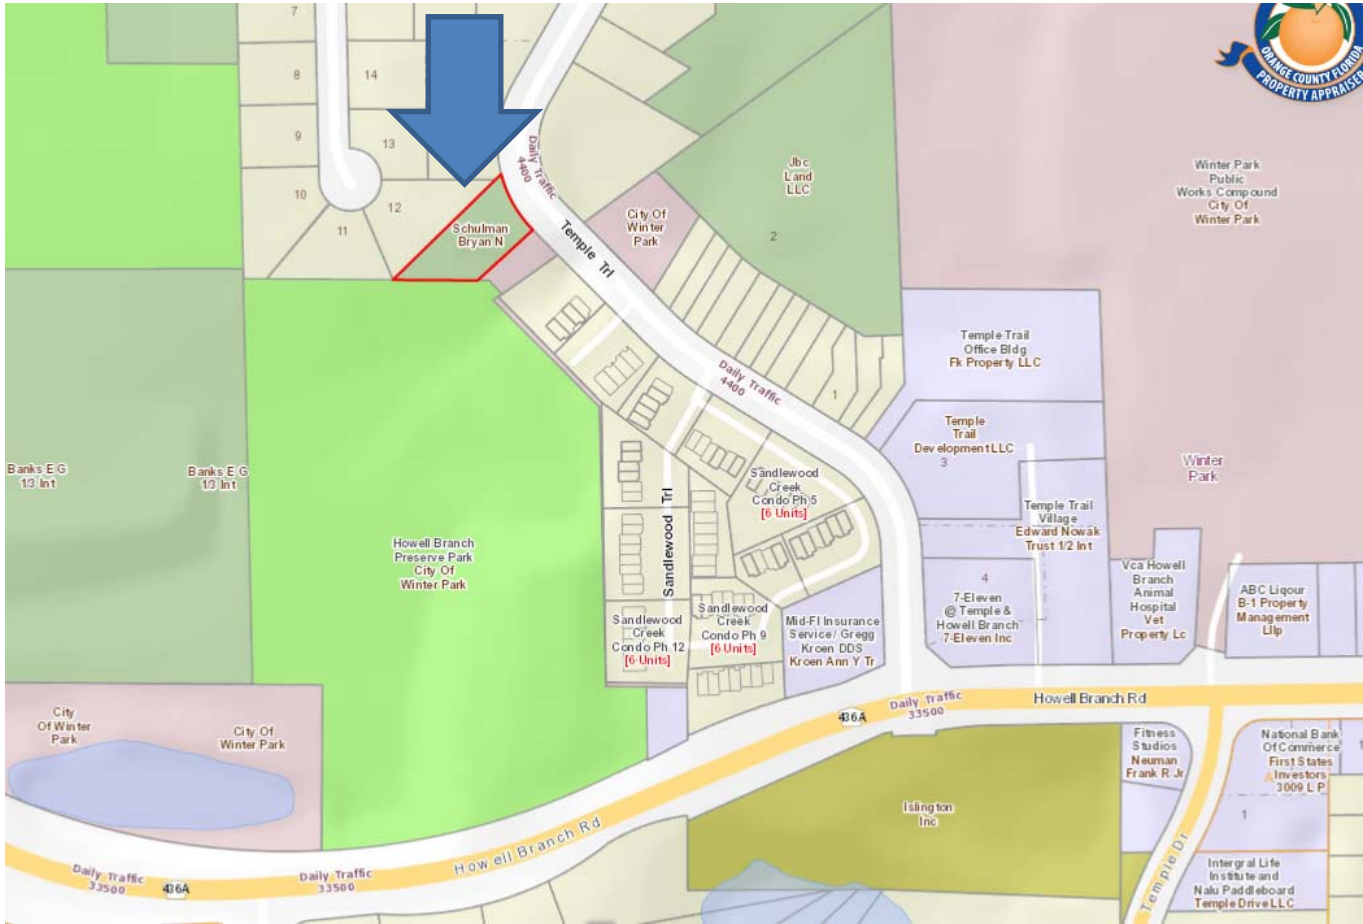 ORANGE COUNTY FLORIDA
PROPERTY APPRAISER
7
8
14
9
13
10
12
11
Schulman
Bryan N
Daily Traffic
4400
Temple Trl
City Of
Winter
Park
Jbc
Land
LLC
2
Winter Park
Public
Works Compound
City Of
Winter Park
Temple Trail
Office Bldg
Fk Property LLC
Daily Traffic
4400
1
Temple
Trail
Development LLC
3
Winter
Park
Banks E G
1/3 Int
Banks E G
1/3 Int
Sandlewood
Creek
Condo Ph 5
[6 Units]
Sandlewood Trl
Temple Trail
Village
Edward Nowak
Trust 1/2 Int
Howell Branch
Preserve Park
City Of
Winter Park
4
7-Eleven
@ Temple &
Howell Branch
7-Eleven Inc
Vca Howell
Branch
Animal
Hospital
Vet
Property Lc
ABC Liqour
B-1 Property
Management
Lllp
Sandlewood
Creek
Condo Ph 12
[6 Units]
Sandlewood
Creek
Condo Ph 9
[6 Units]
Mid-Fl Insurance
Service / Gregg
Kroen DDS
Kroen Ann Y Tr
City
Of Winter
Park
City Of
Winter Park
436A
Daily Traffic
33500
Howell Branch Rd
Fitness
Studios
Neuman
Frank R Jr
National Bank
Of Commerce
First States
Investors
3009 L P
A
1
1
Islington
Inc
Howell Branch Rd
Daily Traffic
33500
436A
Daily Traffic
33500
Temple Dr
Intergral Life
Institute and
Nalu Paddleboard
Temple Drive LLC